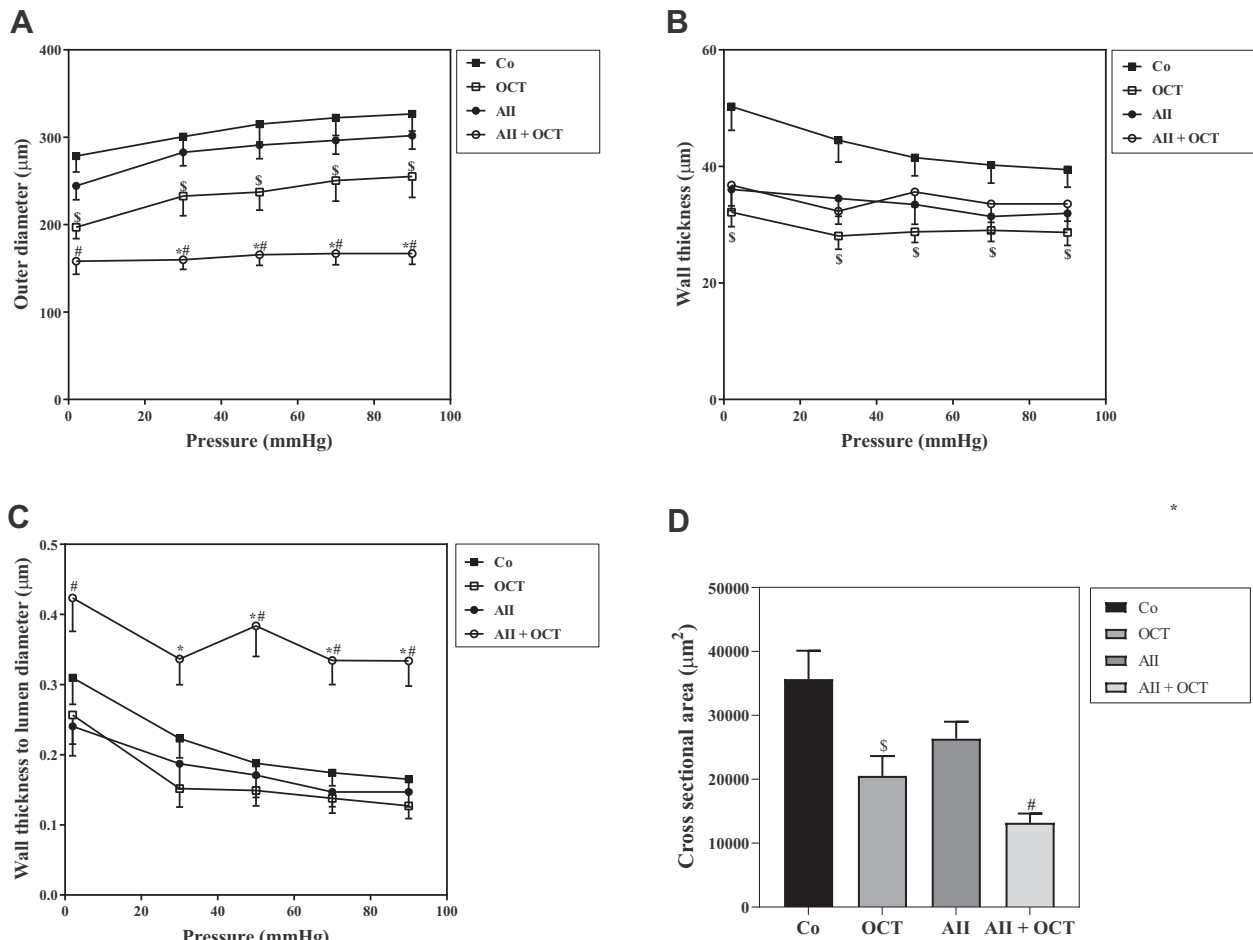 A
400
300
200
100
0
Outer diameter (μm)
$
$
$
$
$
#
*#
*#
*#
*#
0
20
40
60
80
100
Pressure (mmHg)
Co
OCT
AII
AII + OCT
B
60
40
20
0
Wall thickness (μm)
$
$
$
$
$
0
20
40
60
80
100
Pressure (mmHg)
Co
OCT
AII
AII + OCT
C
0.5
0.4
0.3
0.2
0.1
0.0
Wall thickness to lumen diameter (μm)
#
*
*#
*#
*#
0
20
40
60
80
100
Pressure (mmHg)
Co
OCT
AII
AII + OCT
D
*
50000
40000
30000
20000
10000
0
Cross sectional area (μm²)
$
#
Co
OCT
AII
AII + OCT
Co
OCT
AII
AII + OCT